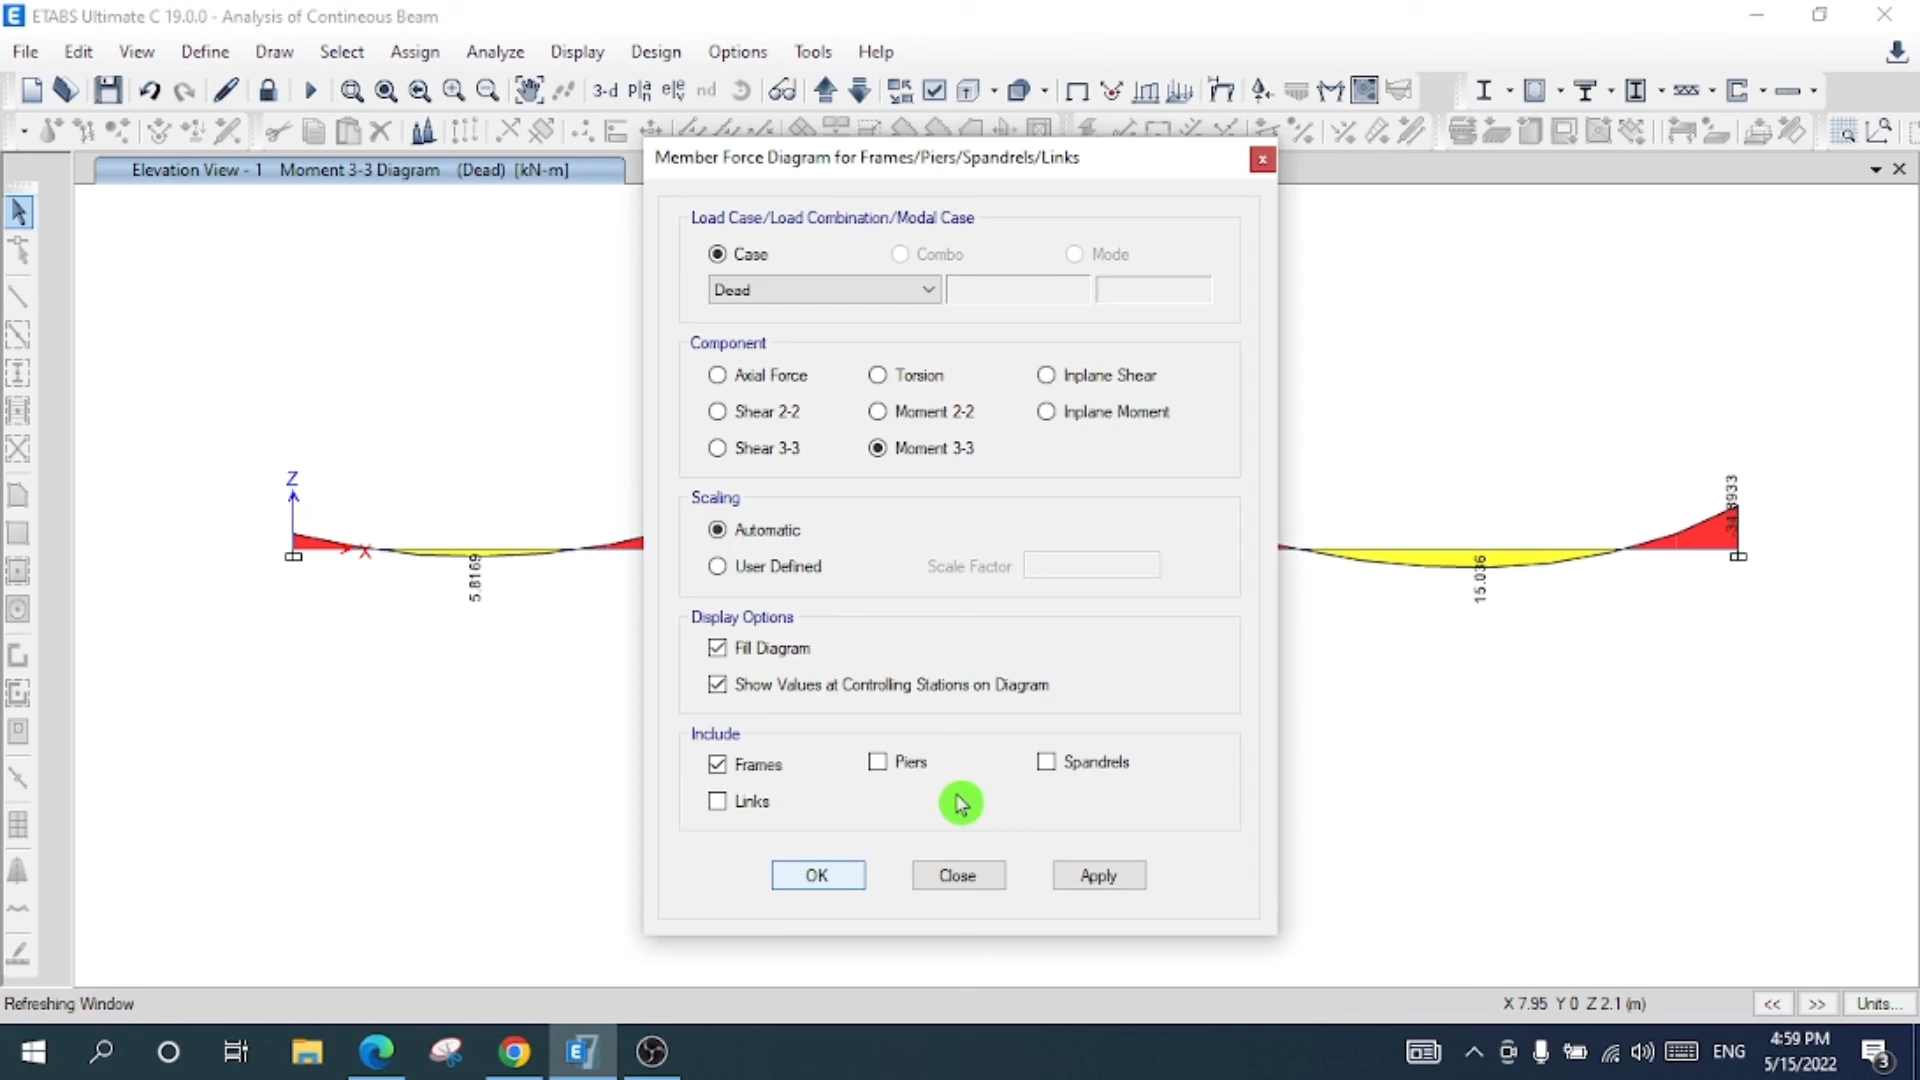 ETABS Ultimate C 19.0.0 - Analysis of Contineous Beam
File Edit View Define Draw Select Assign Analyze Display Design Options Tools Help
3-d nd
Elevation View - 1 Moment 3-3 Diagram (Dead) [kN-m]
Member Force Diagram for Frames/Piers/Spandrels/Links
Load Case/Load Combination/Modal Case
Case Combo Mode
Dead
Component
Axial Force Torsion Inplane Shear
Shear 2-2 Moment 2-2 Inplane Moment
Shear 3-3 Moment 3-3
Scaling
Automatic
User Defined Scale Factor
Display Options
Fill Diagram
Show Values at Controlling Stations on Diagram
Include
Frames Piers Spandrels
Links
OK Close Apply
Z
X
5.8169
15.036
Refreshing Window
X 7.95 Y 0 Z 2.1 (m)
<< >> Units...
ENG
4:59 PM
5/15/2022
3